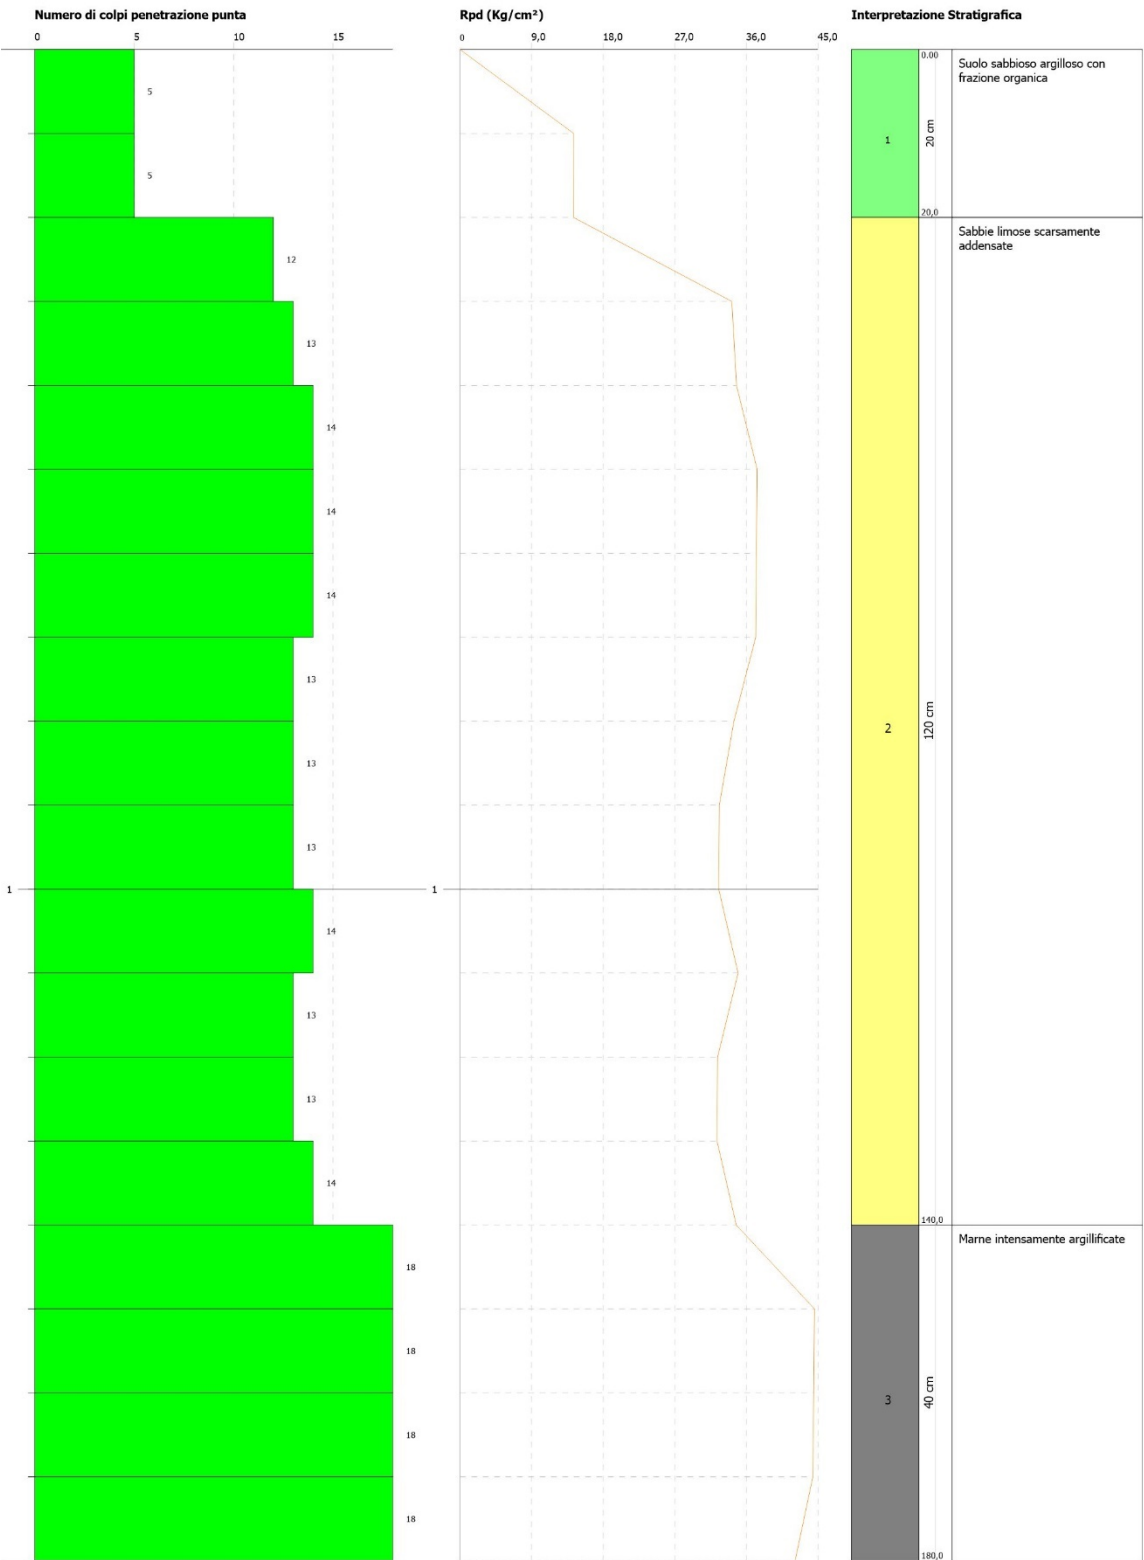 Numero di colpi penetrazione punta
0 5 10 15
Rpd (Kg/cm²)
0 9,0 18,0 27,0 36,0 45,0
Interpretazione Stratigrafica
5
5
12
13
14
14
14
13
13
13
1
14
13
13
14
18
18
18
18
1
0.00
1
20 cm
20,0
Suolo sabbioso argilloso con
frazione organica
2
120 cm
140,0
Sabbie limose scarsamente
addensate
3
40 cm
180,0
Marne intensamente argillificate